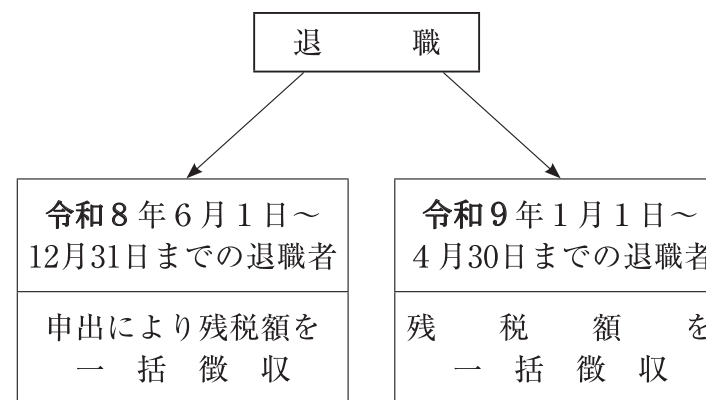 退職
令和8年6月1日～
12月31日までの退職者
申出により残税額を
一括徴収
令和9年1月1日～
4月30日までの退職者
残税額を
一括徴収